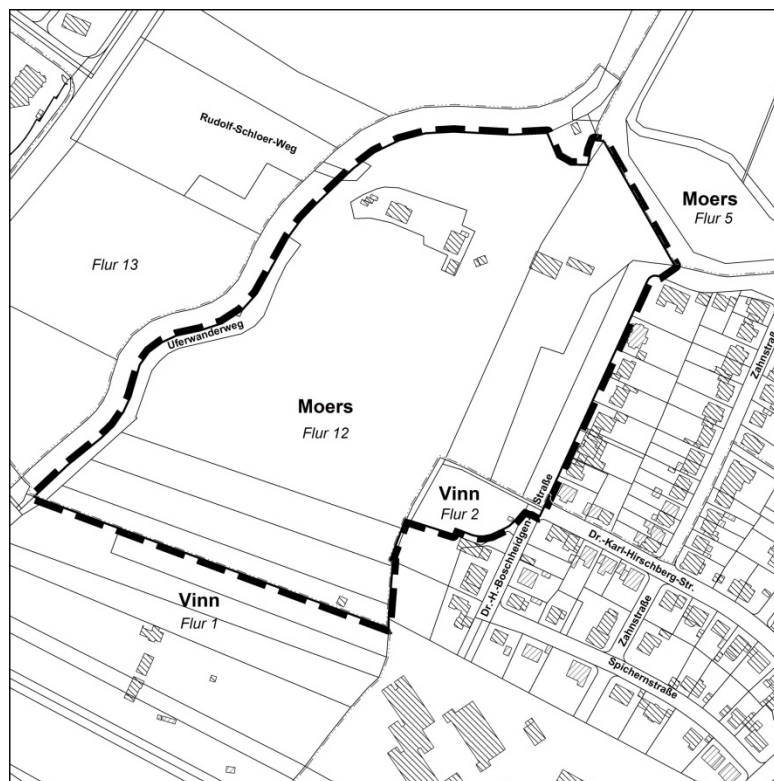 Rudolf-Schloer-Weg
Moers
Flur 5
Flur 13
Uferwanderweg
Zahnstraße
Moers
Flur 12
Vinn
Flur 2
Dr.-H.-Boschheidgen-Straße
Dr.-Karl-Hirschberg-Str.
Vinn
Flur 1
Zahnstraße
Spichernstraße